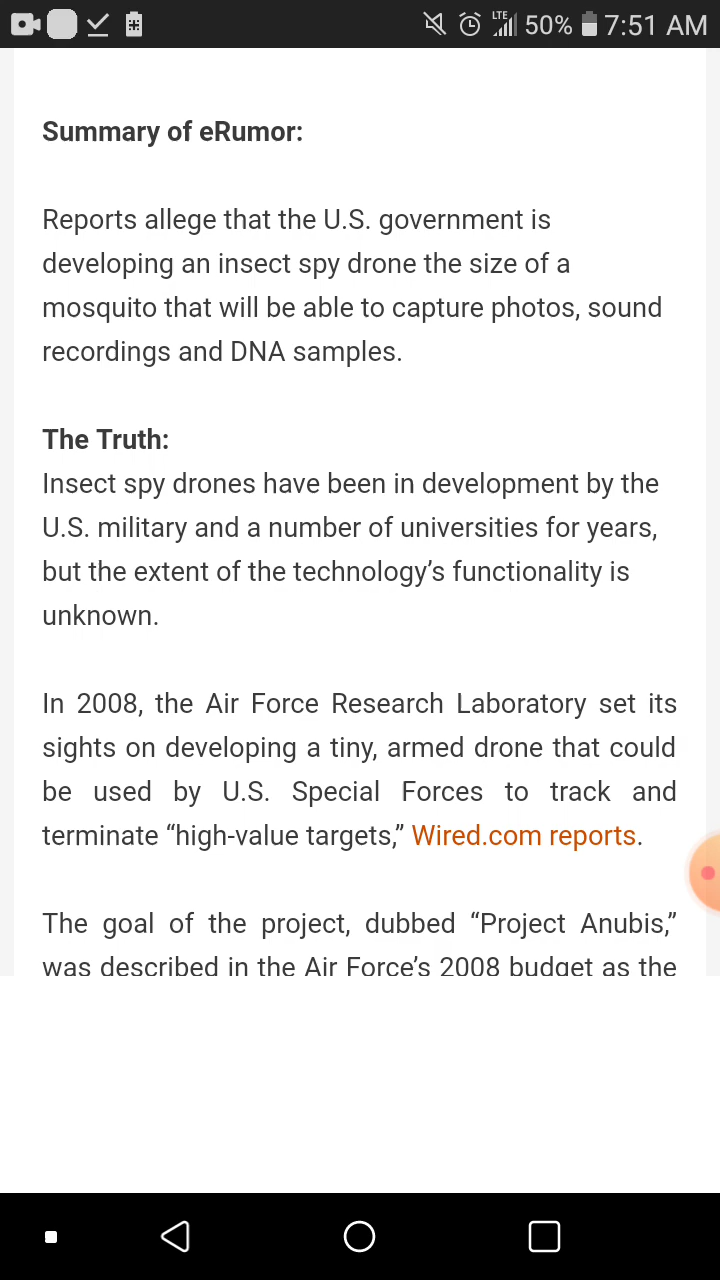 LTE 50% 7:51 AM
Summary of eRumor:
Reports allege that the U.S. government is
developing an insect spy drone the size of a
mosquito that will be able to capture photos, sound
recordings and DNA samples.
The Truth:
Insect spy drones have been in development by the
U.S. military and a number of universities for years,
but the extent of the technology’s functionality is
unknown.
In 2008, the Air Force Research Laboratory set its
sights on developing a tiny, armed drone that could
be used by U.S. Special Forces to track and
terminate “high-value targets,” Wired.com reports.
The goal of the project, dubbed “Project Anubis,”
was described in the Air Force’s 2008 budget as the